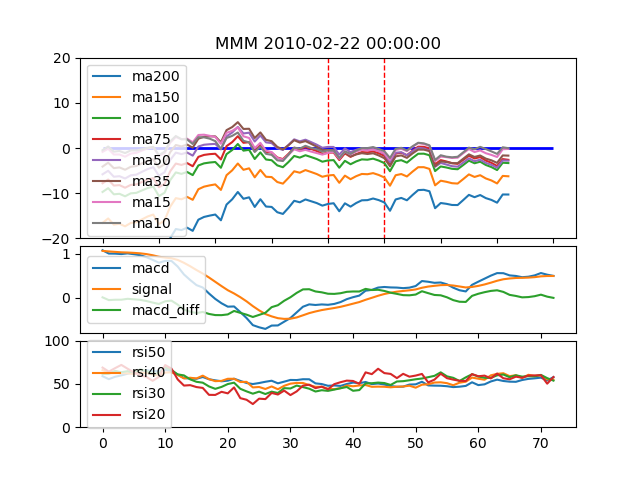 MMM 2010-02-22 00:00:00
20
10
0
−10
−20
ma200
ma150
ma100
ma75
ma50
ma35
ma15
ma10
1
0
macd
signal
macd_diff
100
50
0
rsi50
rsi40
rsi30
rsi20
0 10 20 30 40 50 60 70